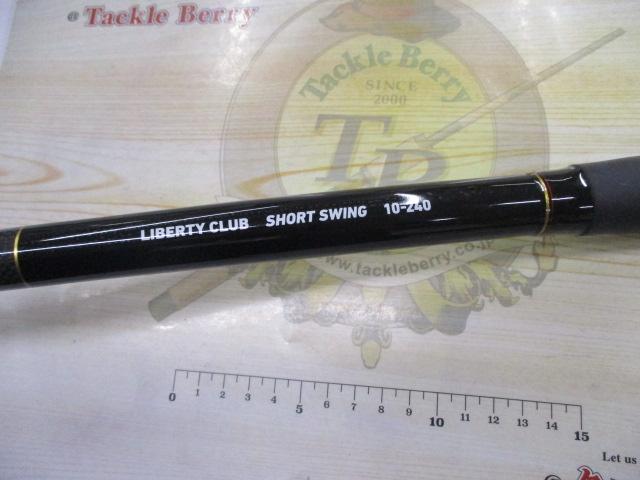 @ Tackle Berry
Tackle Berry
SINCE
2000
TB
LIBERTY CLUB SHORT SWING 10-240
www.tackleberry.co.jp
0 1 2 3 4 5 6 7 8 9 10 11 12 13 14 15
Let us